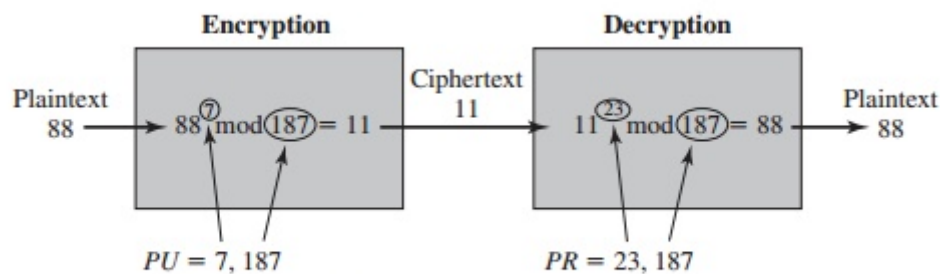 Encryption
Decryption
Plaintext
88
88^7 mod 187 = 11
Ciphertext
11
11^23 mod 187 = 88
Plaintext
88
PU = 7, 187
PR = 23, 187